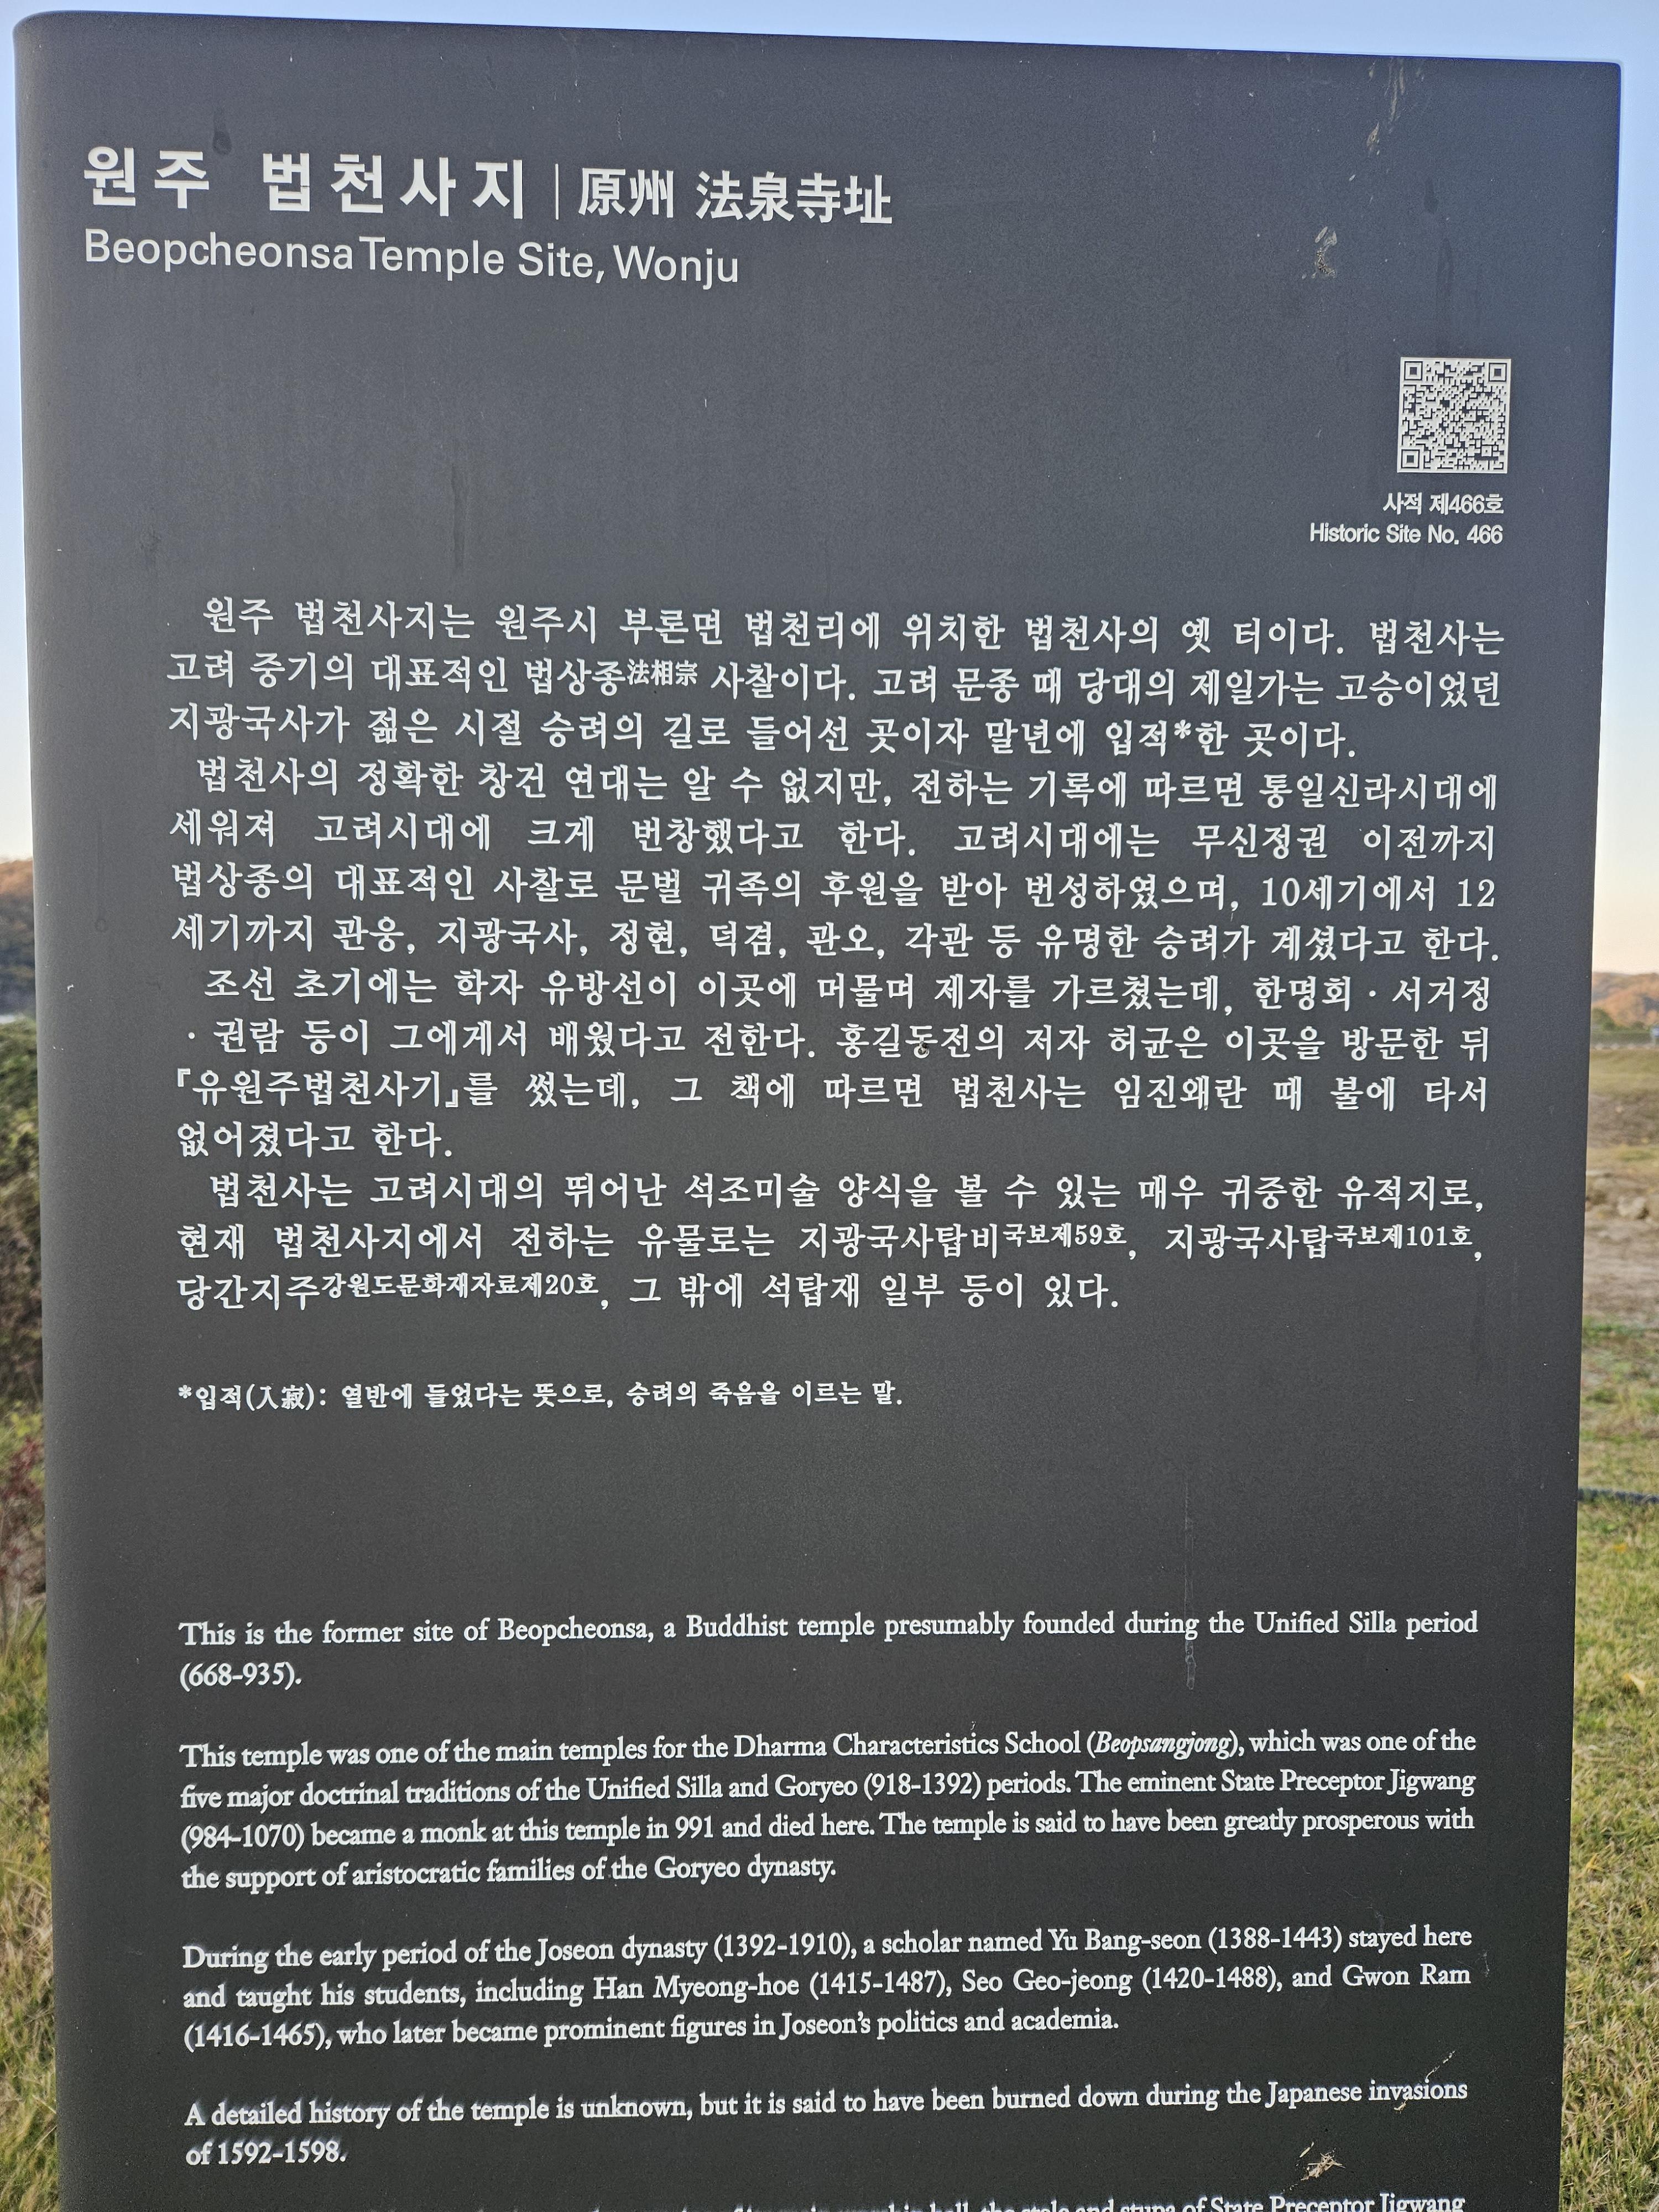 원주 법천사지 | 原州 法泉寺址
Beopcheonsa Temple Site, Wonju
사적 제466호
Historic Site No. 466
원주 법천사지는 원주시 부론면 법천리에 위치한 법천사의 옛 터이다. 법천사는
고려 중기의 대표적인 법상종法相宗 사찰이다. 고려 문종 때 당대의 제일가는 고승이었던
지광국사가 젊은 시절 승려의 길로 들어선 곳이자 말년에 입적*한 곳이다.
법천사의 정확한 창건 연대는 알 수 없지만, 전하는 기록에 따르면 통일신라시대에
세워져 고려시대에 크게 번창했다고 한다. 고려시대에는 무신정권 이전까지
법상종의 대표적인 사찰로 문벌 귀족의 후원을 받아 번성하였으며, 10세기에서 12
세기까지 관웅, 지광국사, 정현, 덕겸, 관오, 각관 등 유명한 승려가 계셨다고 한다.
조선 초기에는 학자 유방선이 이곳에 머물며 제자를 가르쳤는데, 한명회 · 서거정
· 권람 등이 그에게서 배웠다고 전한다. 홍길동전의 저자 허균은 이곳을 방문한 뒤
『유원주법천사기』를 썼는데, 그 책에 따르면 법천사는 임진왜란 때 불에 타서
없어졌다고 한다.
법천사는 고려시대의 뛰어난 석조미술 양식을 볼 수 있는 매우 귀중한 유적지로,
현재 법천사지에서 전하는 유물로는 지광국사탑비국보제59호, 지광국사탑국보제101호,
당간지주강원도문화재자료제20호, 그 밖에 석탑재 일부 등이 있다.
*입적(入寂): 열반에 들었다는 뜻으로, 승려의 죽음을 이르는 말.
This is the former site of Beopcheonsa, a Buddhist temple presumably founded during the Unified Silla period
(668-935).
This temple was one of the main temples for the Dharma Characteristics School (Beopsangjong), which was one of the
five major doctrinal traditions of the Unified Silla and Goryeo (918-1392) periods. The eminent State Preceptor Jigwang
(984-1070) became a monk at this temple in 991 and died here. The temple is said to have been greatly prosperous with
the support of aristocratic families of the Goryeo dynasty.
During the early period of the Joseon dynasty (1392-1910), a scholar named Yu Bang-seon (1388-1443) stayed here
and taught his students, including Han Myeong-hoe (1415-1487), Seo Geo-jeong (1420-1488), and Gwon Ram
(1416-1465), who later became prominent figures in Joseon's politics and academia.
A detailed history of the temple is unknown, but it is said to have been burned down during the Japanese invasions
of 1592-1598.
hall, the stele and stupa of State Preceptor Jigwang